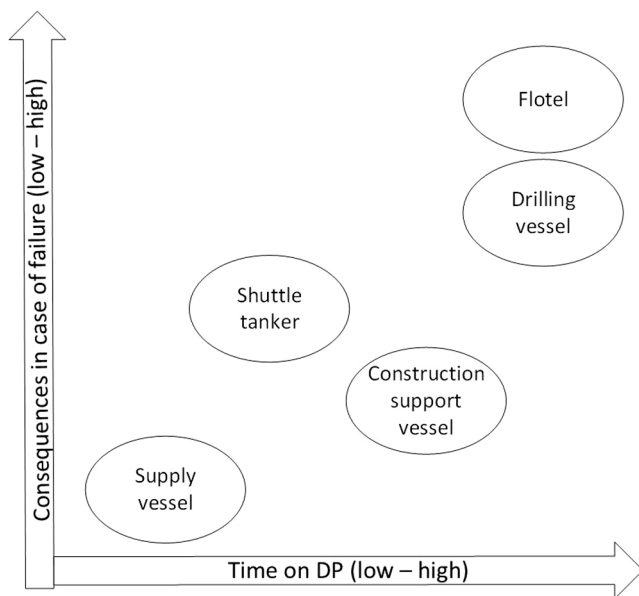 Consequences in case of failure (low – high)
Flotel
Drilling
vessel
Shuttle
tanker
Construction
support
vessel
Supply
vessel
Time on DP (low – high)